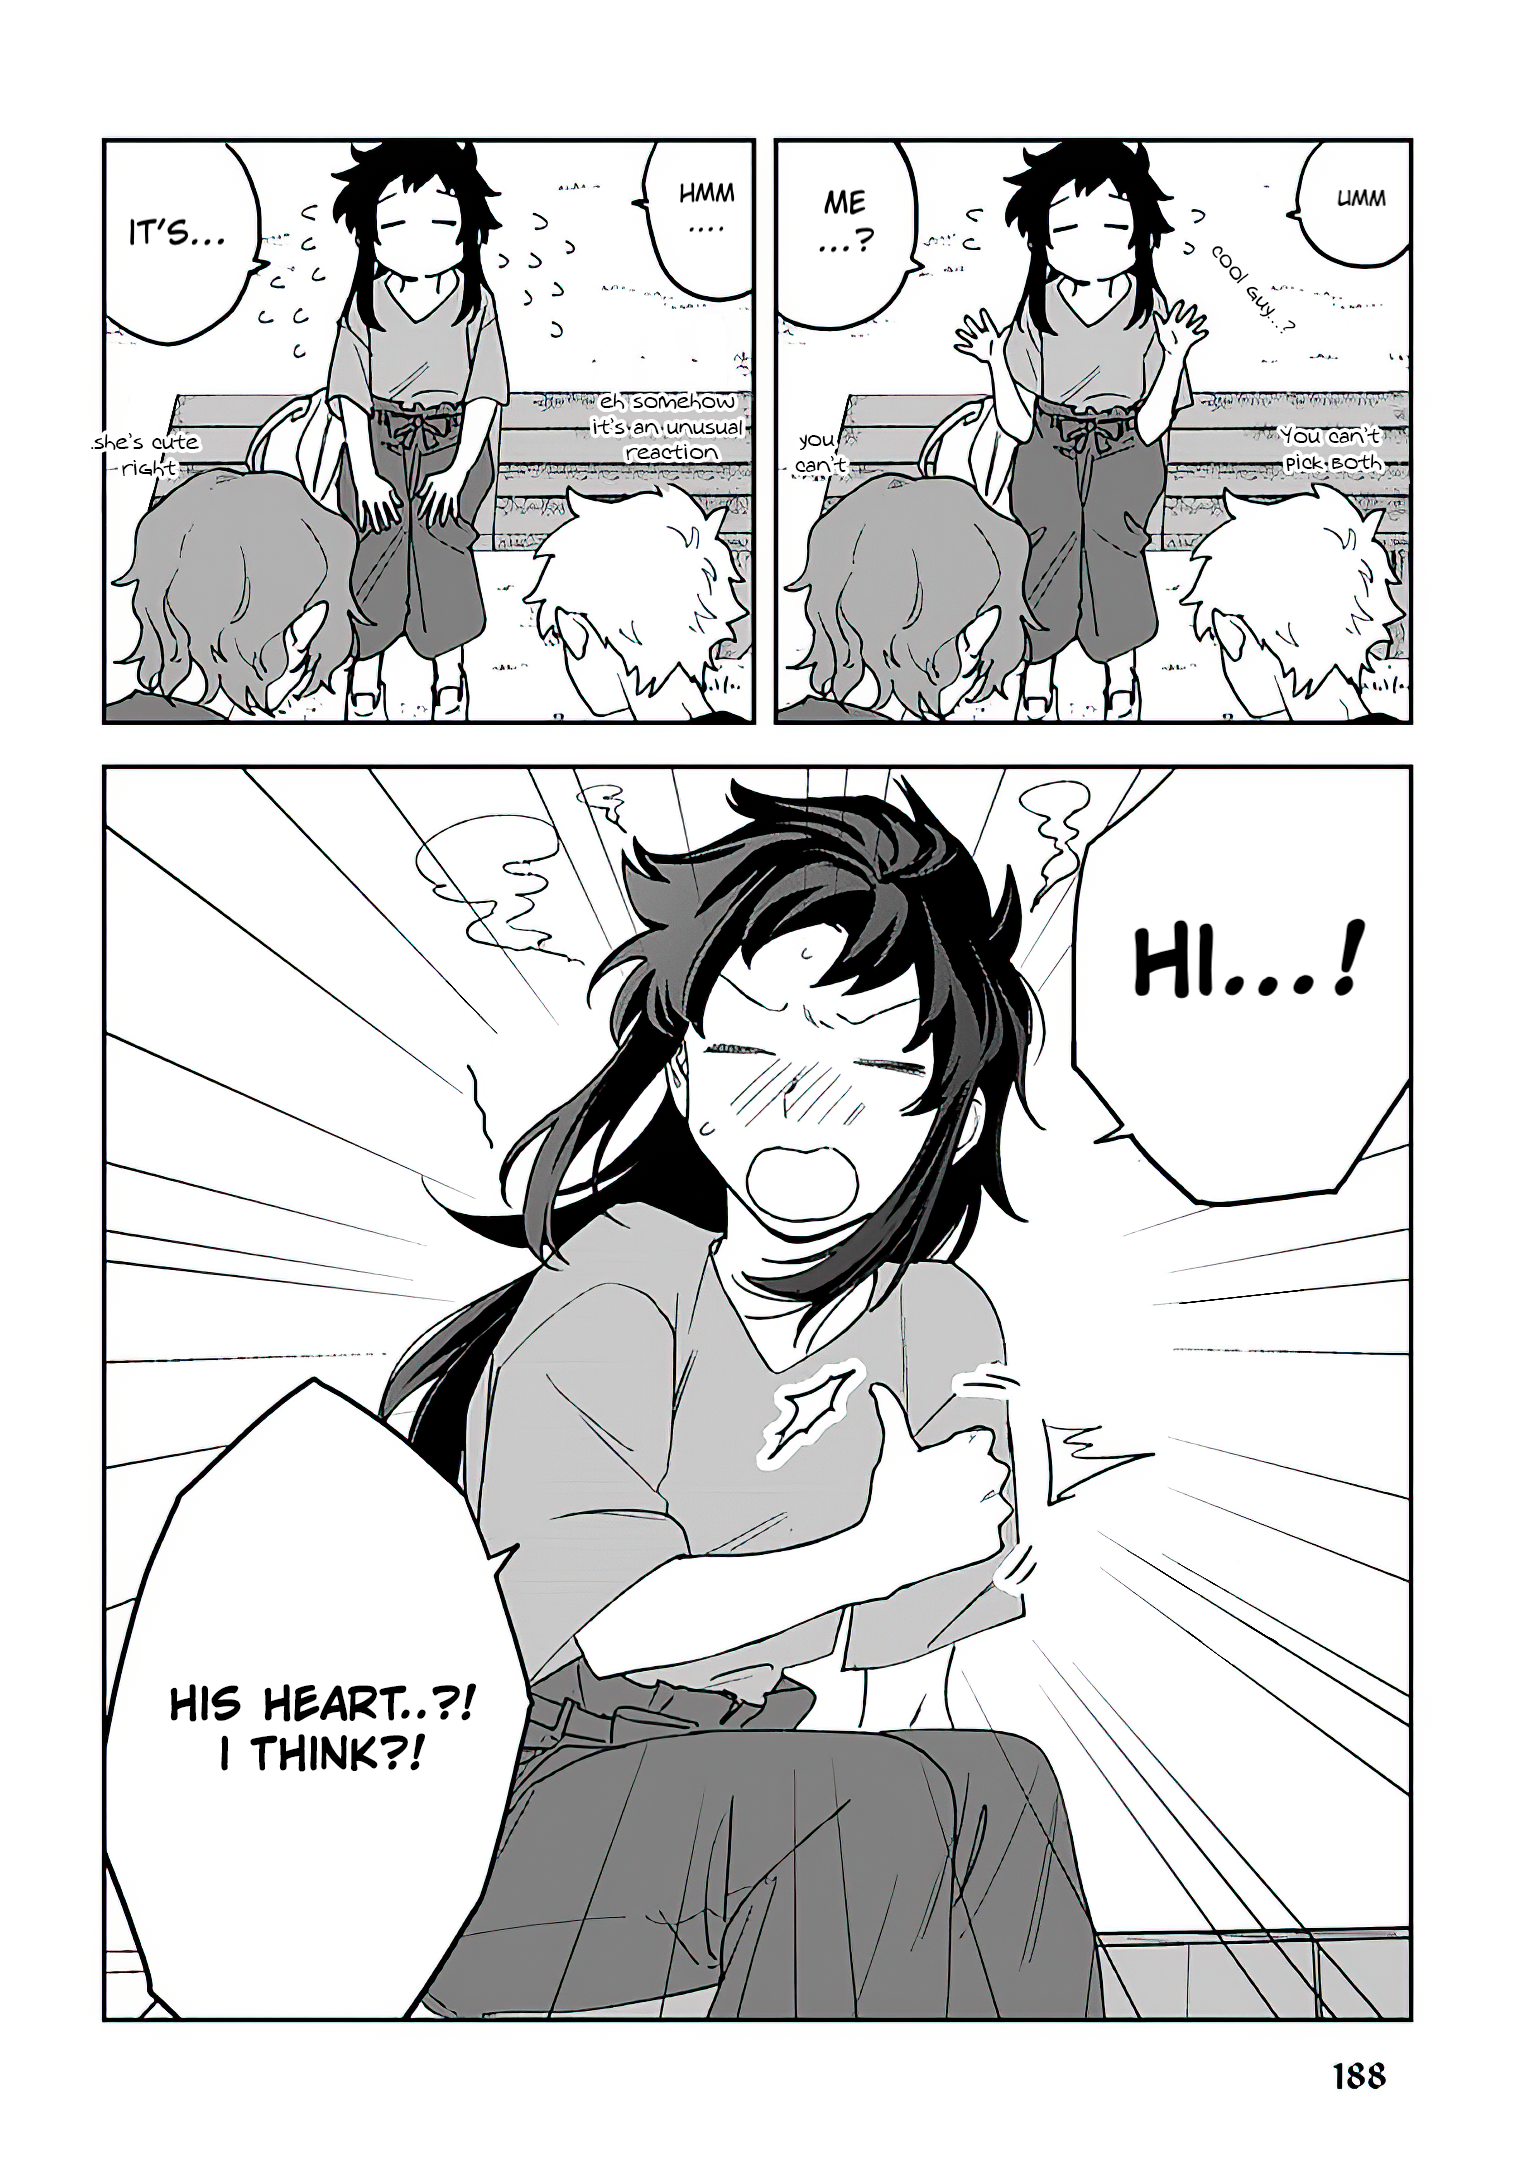 UMM
ME
...?
COOL GUY...?
You can't
pick both
you
can't
HMM
....
IT'S...
eh somehow
it's an unusual
reaction
she's cute
right
HI...!
HIS HEART..?!
I THINK?!
188